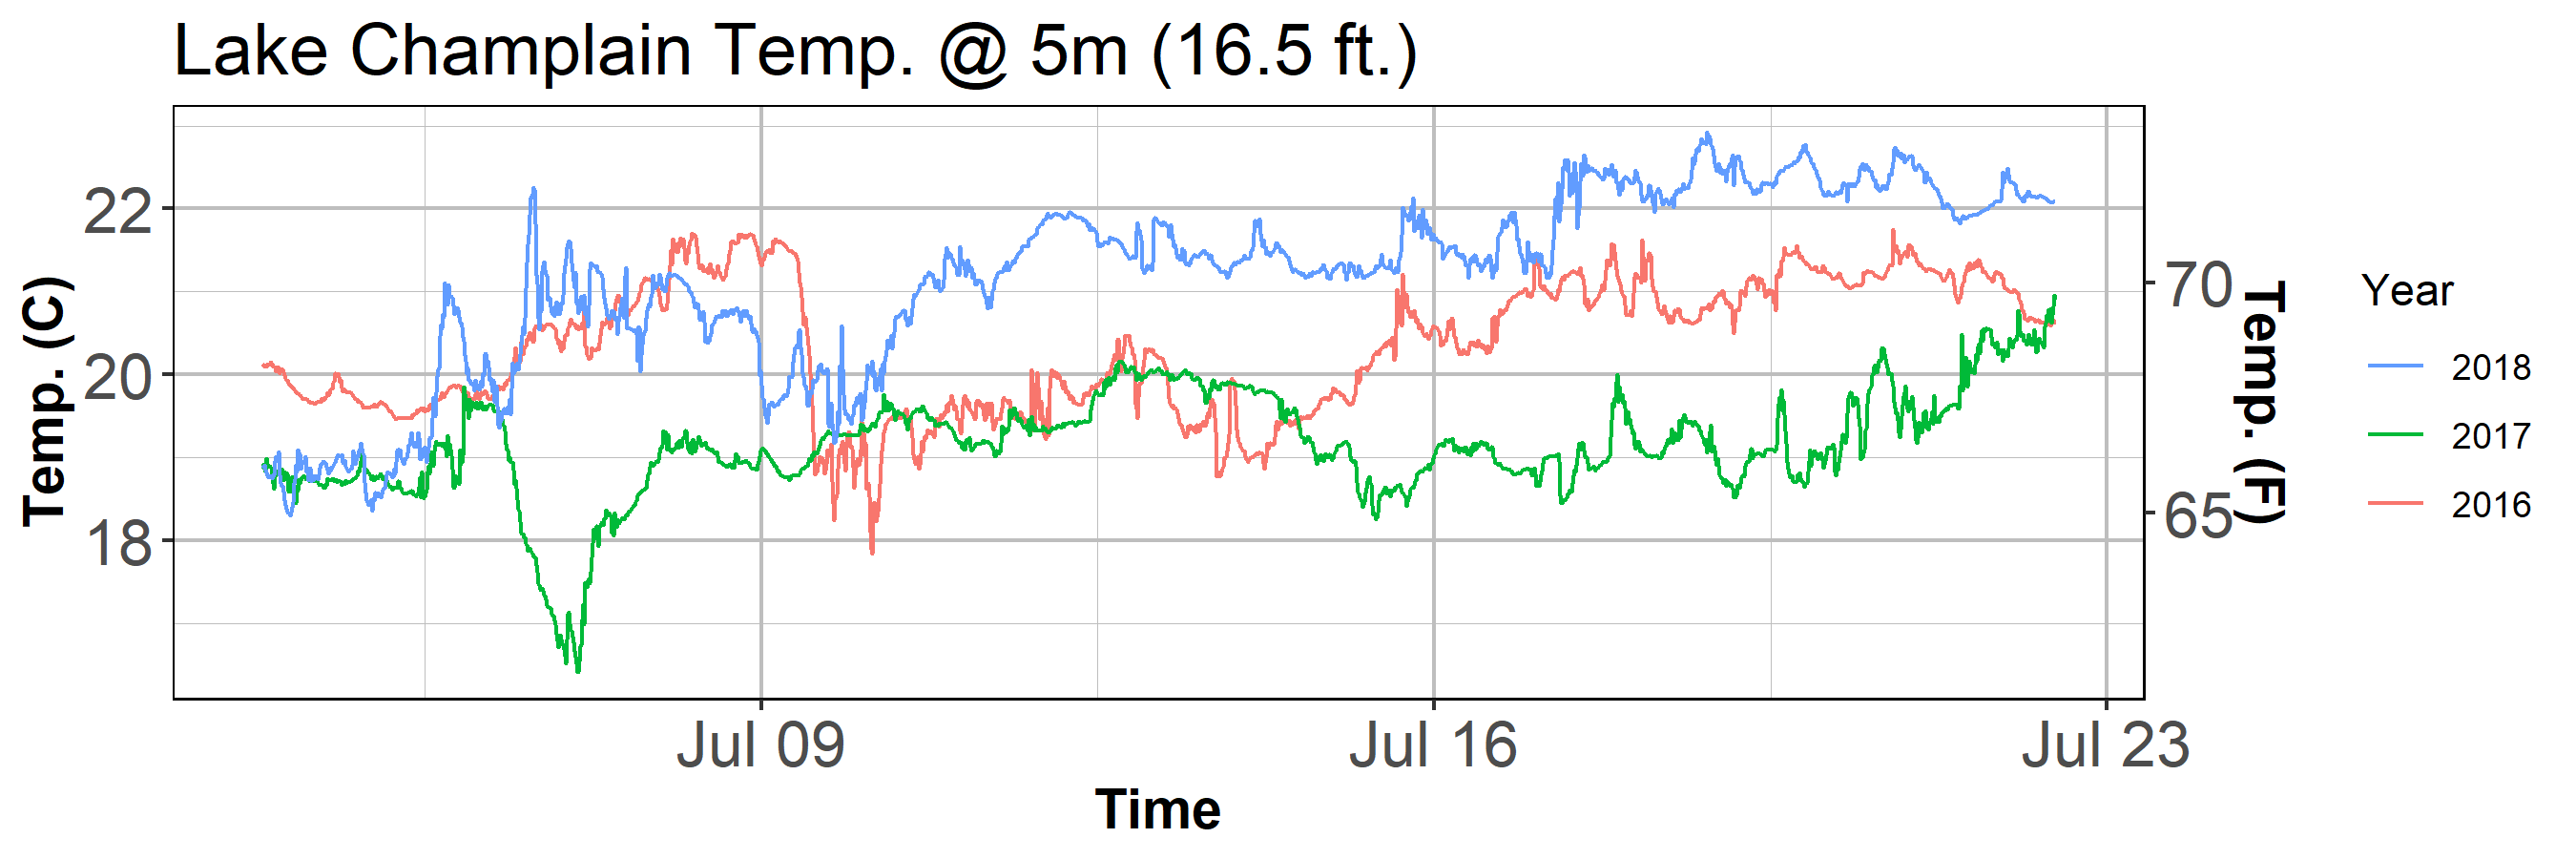 Lake Champlain Temp. @ 5m (16.5 ft.)
Temp. (C)
22
20
18
70
65
Temp. (F)
Jul 09
Jul 16
Jul 23
Time
Year
2018
2017
2016